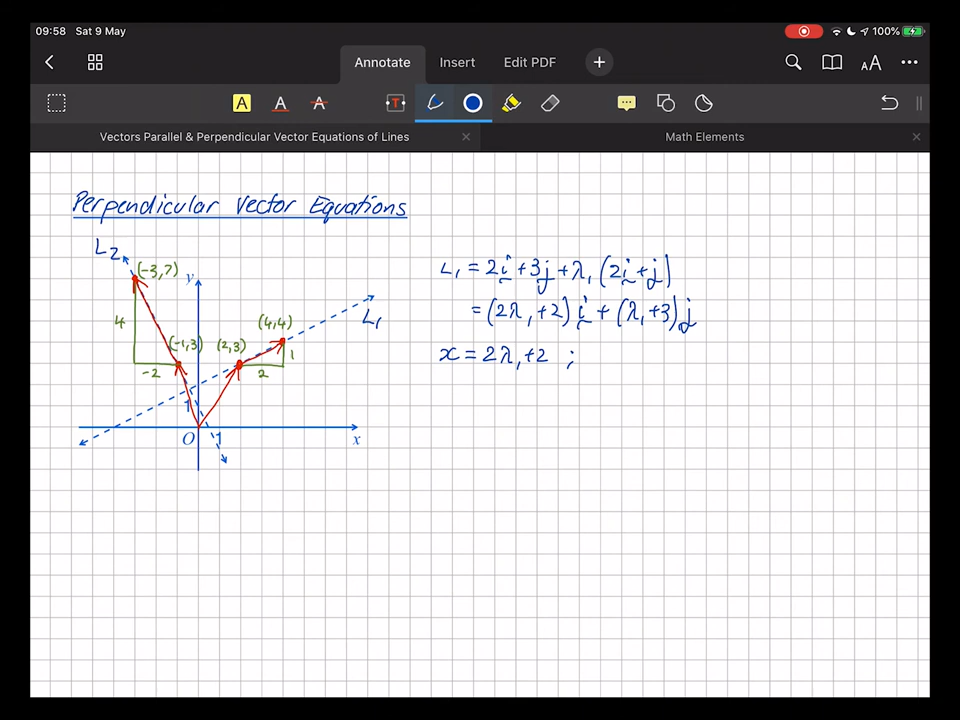 09:58 Sat 9 May 100%
Annotate Insert Edit PDF
Vectors Parallel & Perpendicular Vector Equations of Lines Math Elements
Perpendicular Vector Equations
L2
(-3,7)
y
4
(-1,3)
-2
(2,3)
(4,4)
1
2
L₁
1
O
1
x
L₁ = 2i + 3j + λ₁ (2i + j)
= (2λ₁ + 2) i + (λ₁ + 3) j
x = 2λ₁ + 2 ;